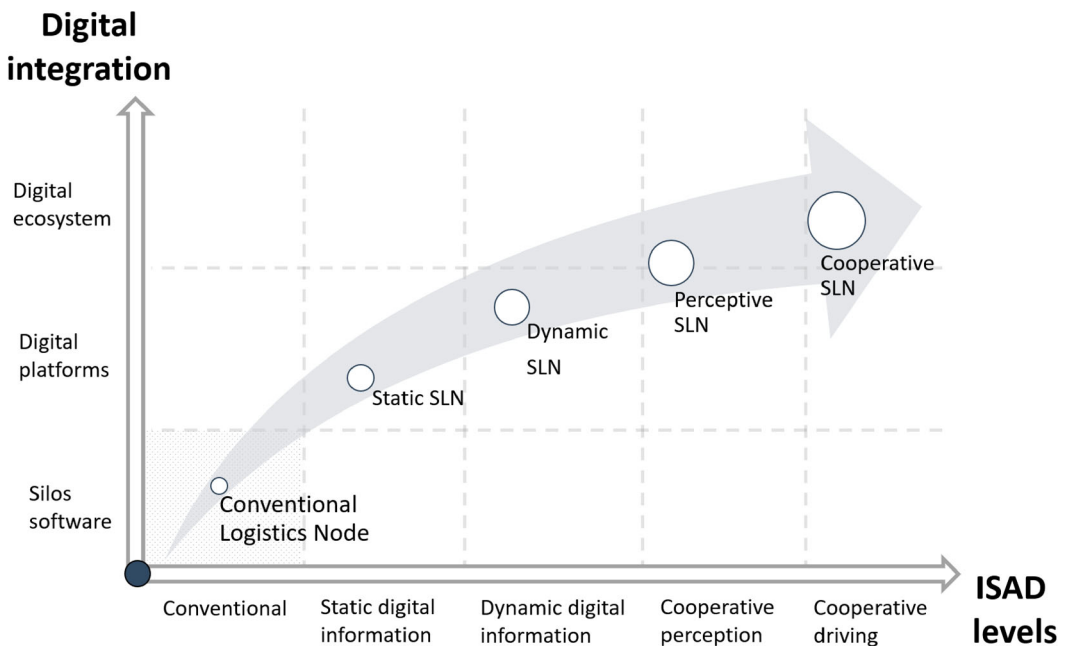 Digital
integration
Digital
ecosystem
Digital
platforms
Silos
software
Cooperative
SLN
Perceptive
SLN
Dynamic
SLN
Static SLN
Conventional
Logistics Node
Conventional
Static digital
information
Dynamic digital
information
Cooperative
perception
Cooperative
driving
ISAD
levels